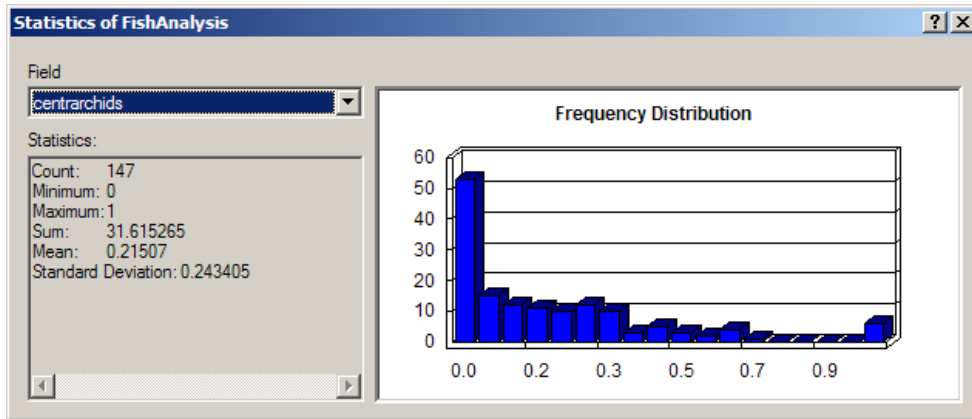 Statistics of FishAnalysis
Field
centrarchids
Statistics:
Count: 147
Minimum: 0
Maximum: 1
Sum: 31.615265
Mean: 0.21507
Standard Deviation: 0.243405
Frequency Distribution
60
50
40
30
20
10
0
0.0 0.2 0.3 0.5 0.7 0.9